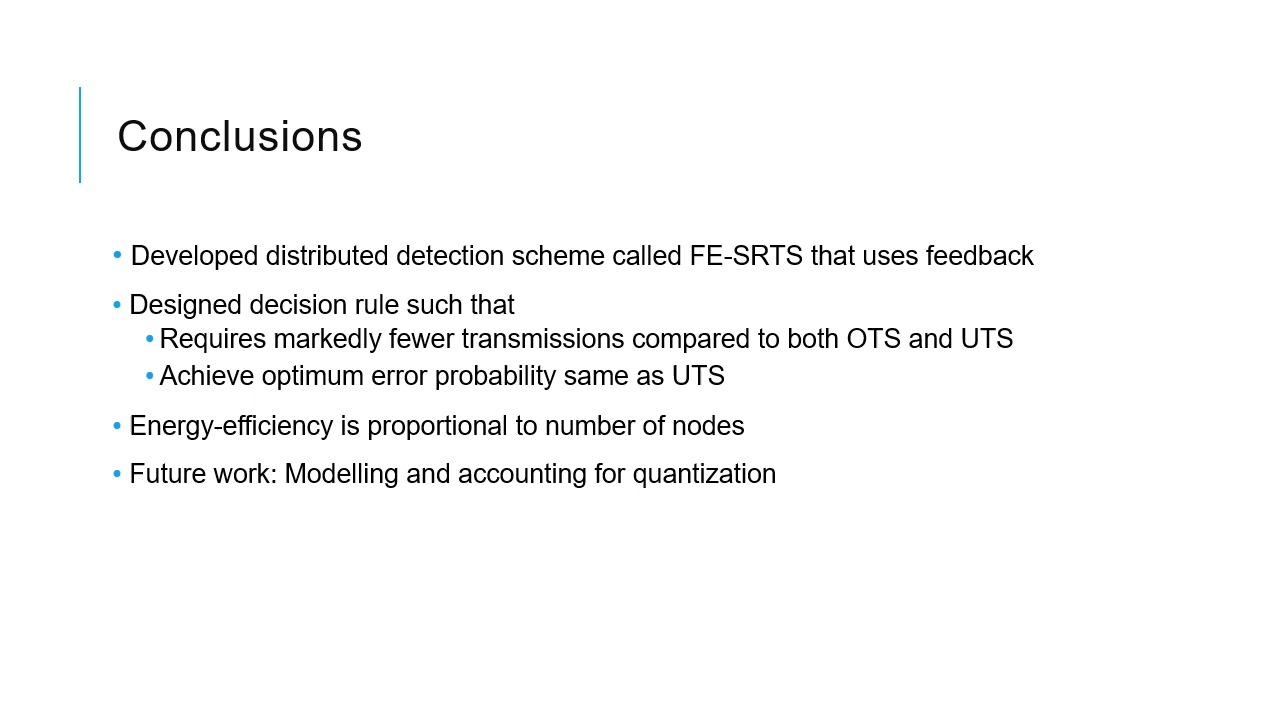 Conclusions
• Developed distributed detection scheme called FE-SRTS that uses feedback
• Designed decision rule such that
• Requires markedly fewer transmissions compared to both OTS and UTS
• Achieve optimum error probability same as UTS
• Energy-efficiency is proportional to number of nodes
• Future work: Modelling and accounting for quantization